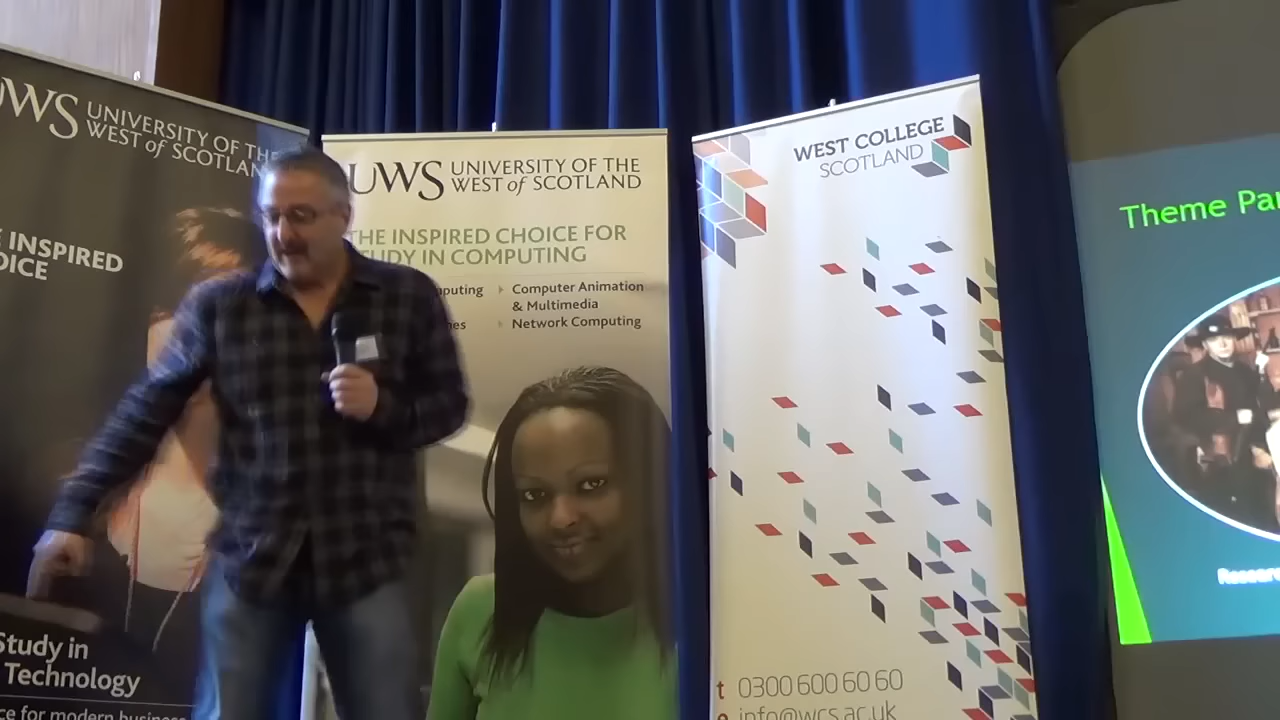 UWS UNIVERSITY OF THE
WEST of SCOTLAND
INSPIRED
Study in
Technology
for modern business
UWS UNIVERSITY OF THE
WEST of SCOTLAND
THE INSPIRED CHOICE FOR
STUDY IN COMPUTING
Computer Animation
& Multimedia
Network Computing
WEST COLLEGE
SCOTLAND
t 0300 600 60 60
e info@wcs.ac.uk
Theme